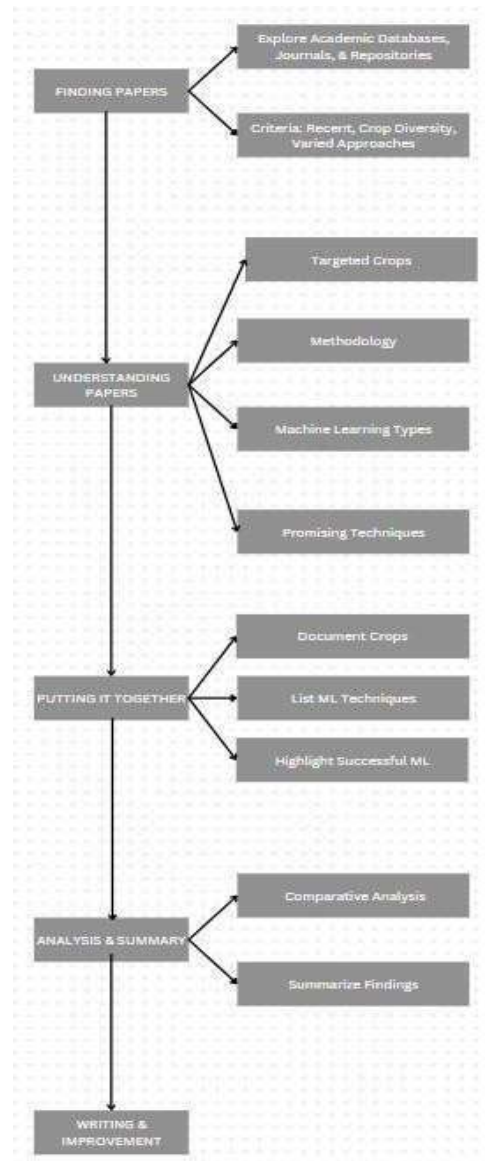 Explore Academic Databases,
Journals, & Repositories
FINDING PAPERS
Criteria: Recent, Crop Diversity,
Varied Approaches
Targeted Crops
Methodology
UNDERSTANDING
PAPERS
Machine Learning Types
Promising Techniques
Document Crops
PUTTING IT TOGETHER
List ML Techniques
Highlight Successful ML
Comparative Analysis
ANALYSIS & SUMMARY
Summarize Findings
WRITING &
IMPROVEMENT